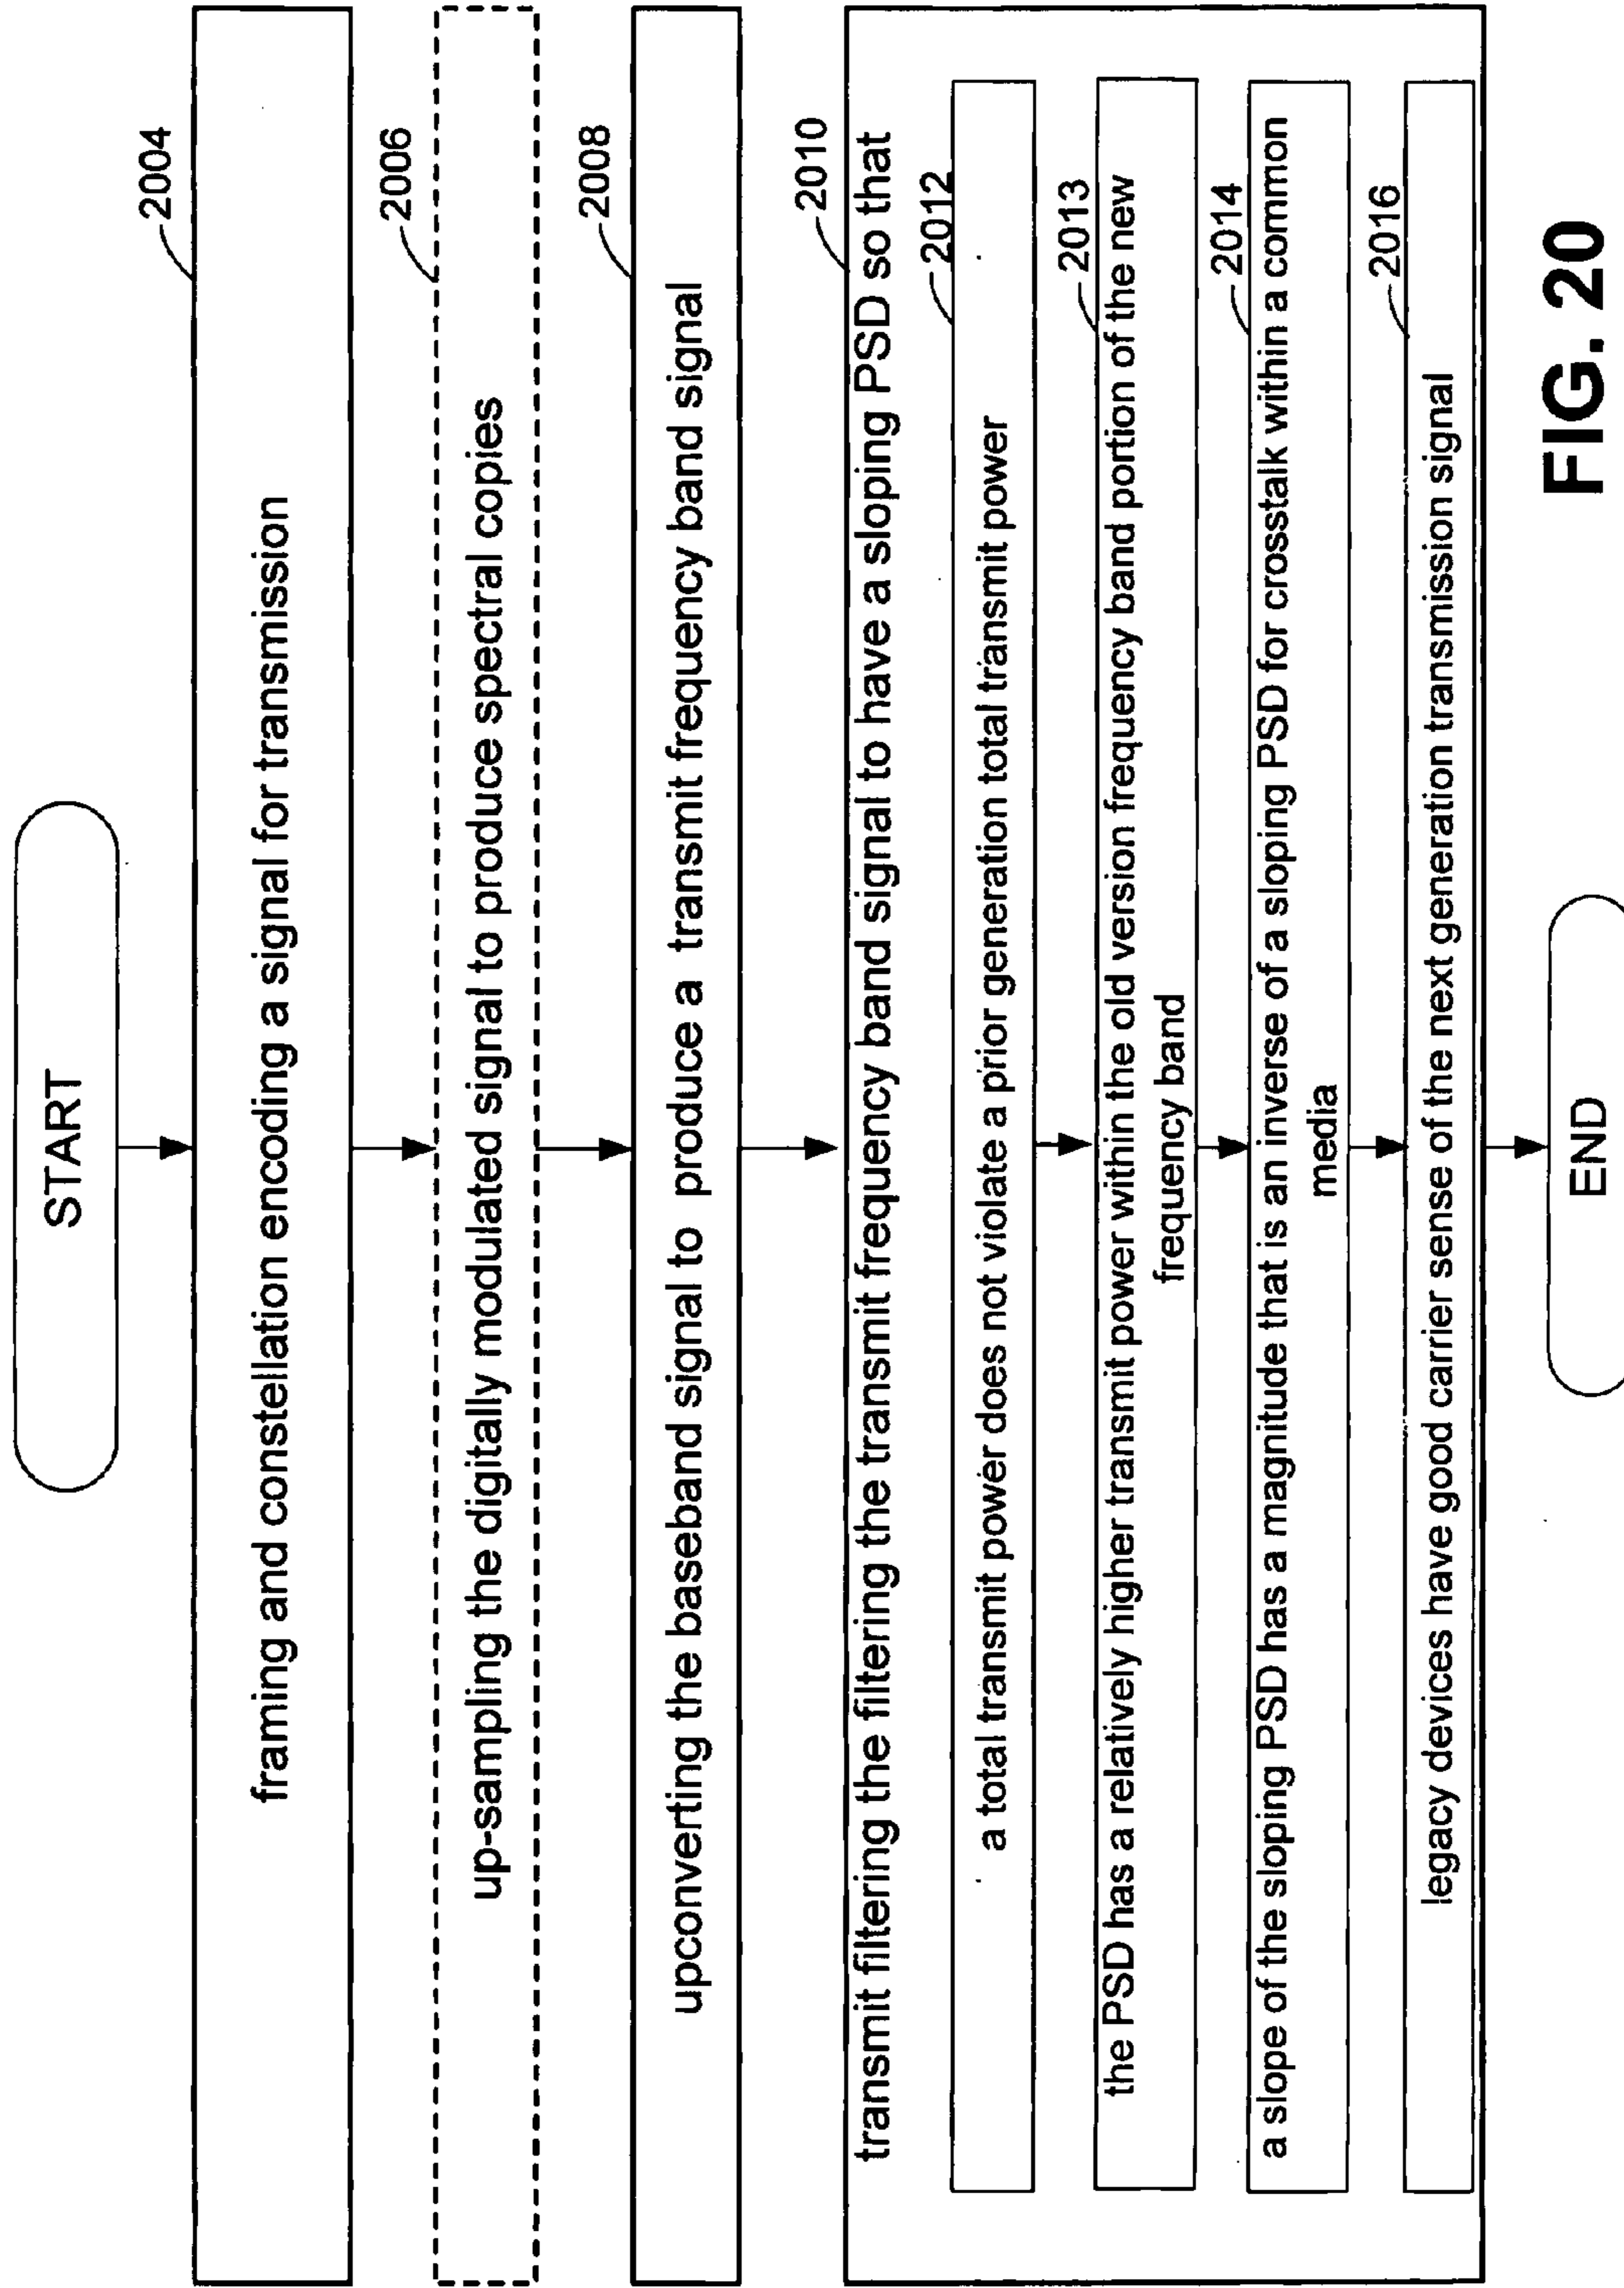 START
2004
framing and constellation encoding a signal for transmission
2006
up-sampling the digitally modulated signal to produce spectral copies
2008
upconverting the baseband signal to produce a transmit frequency band signal
2010
transmit filtering the filtering the transmit frequency band signal to have a sloping PSD so that
2012
a total transmit power does not violate a prior generation total transmit power
2013
the PSD has a relatively higher transmit power within the old version frequency band portion of the new
frequency band
2014
a slope of the sloping PSD has a magnitude that is an inverse of a sloping PSD for crosstalk within a common
media
2016
legacy devices have good carrier sense of the next generation transmission signal
END
FIG. 20